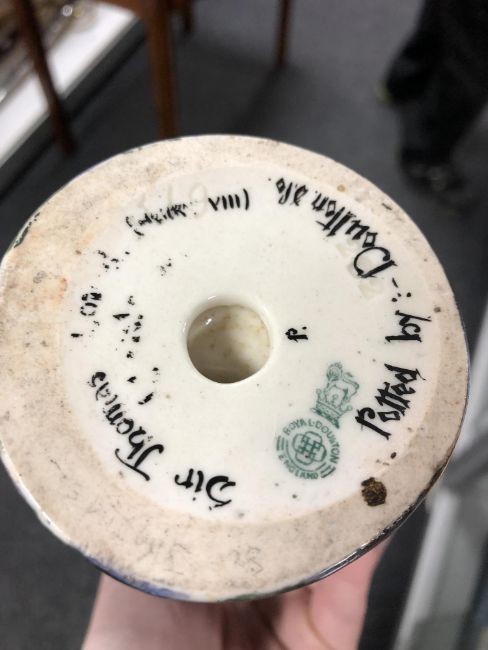 Sir Thomas
(Henry VIII)
Potted by :- Doulton & Co.
P.
ROYAL·DOULTON
ENGLAND